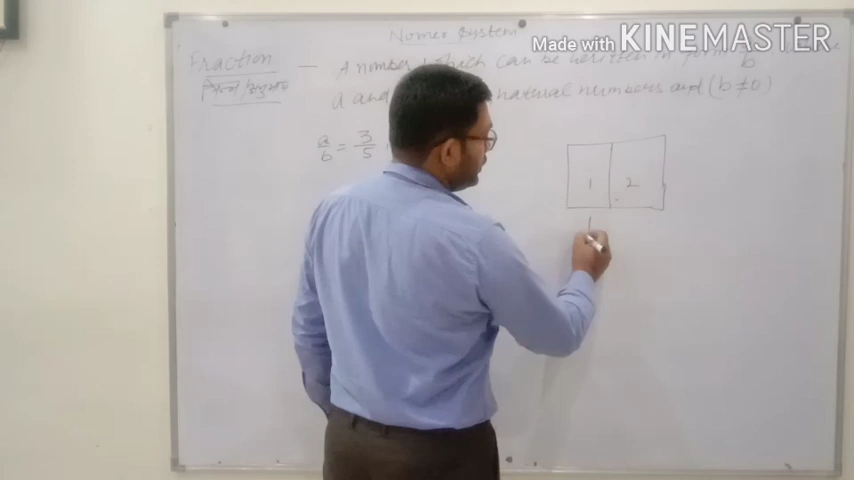 Made with KINEMASTER
Numer System
Fraction — A number which can be written in form
a and natural numbers and (b ≠ 0)
a/b = 3/5
1 2
1